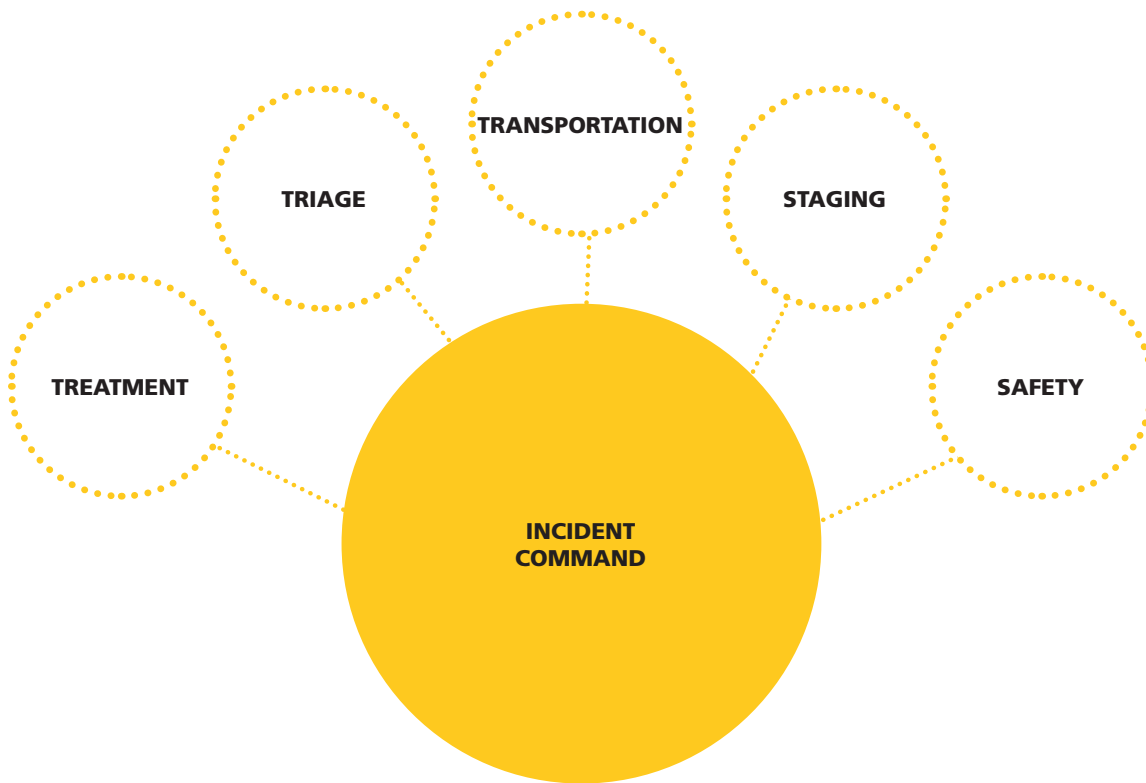 TRANSPORTATION
TRIAGE
STAGING
TREATMENT
SAFETY
INCIDENT
COMMAND